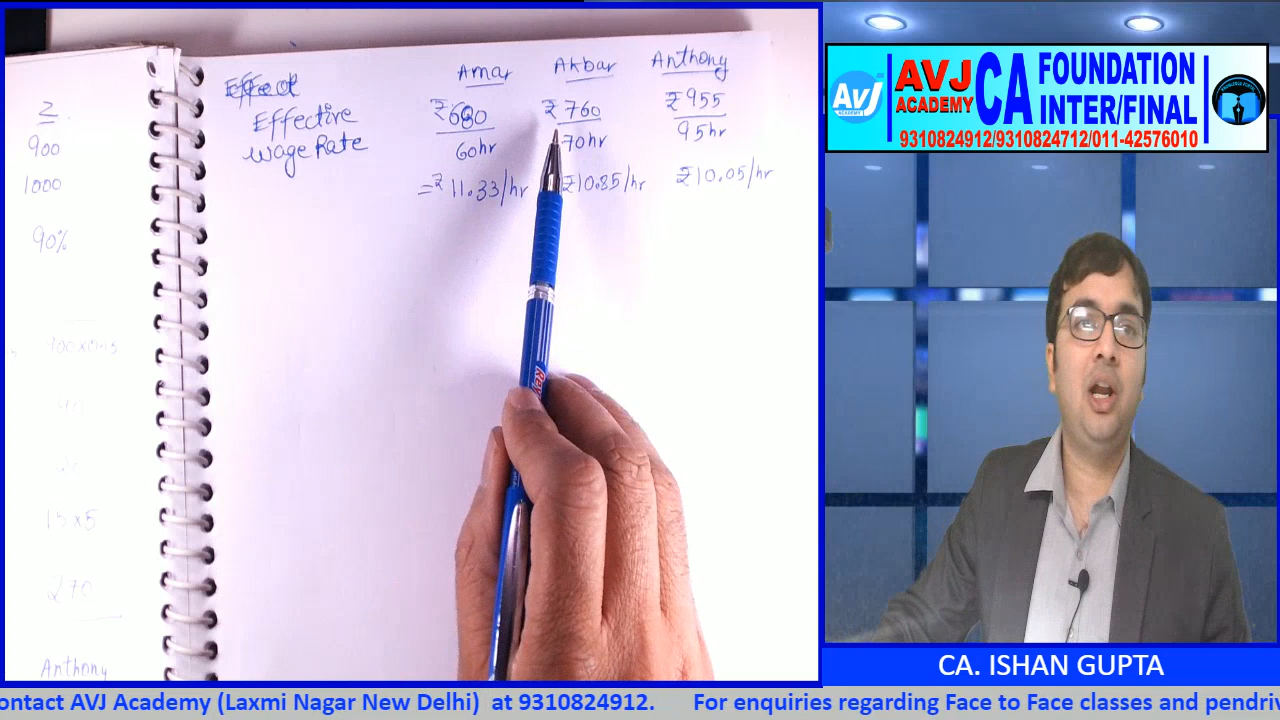 Amar Akbar Anthony
Effect
Effective ₹680 ₹760 ₹955
wage Rate 60hr 70hr 95hr
=₹ 11.33/hr ₹10.85/hr ₹10.05/hr
Z
900
1000
90%
15x5
270
Anthony
AVJ
AVJ
ACADEMY
CA
FOUNDATION
INTER/FINAL
9310824912/9310824712/011-42576010
CA. ISHAN GUPTA
ontact AVJ Academy (Laxmi Nagar New Delhi) at 9310824912. For enquiries regarding Face to Face classes and pendriv